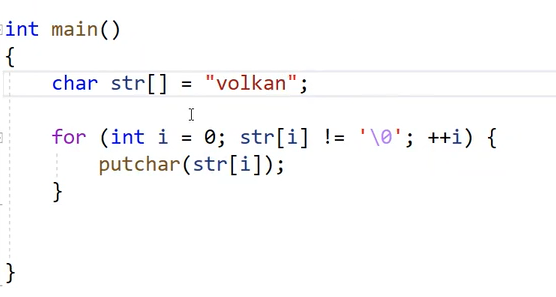 int main()
{
    char str[] = "volkan";

    for (int i = 0; str[i] != '\0'; ++i) {
        putchar(str[i]);
    }

}